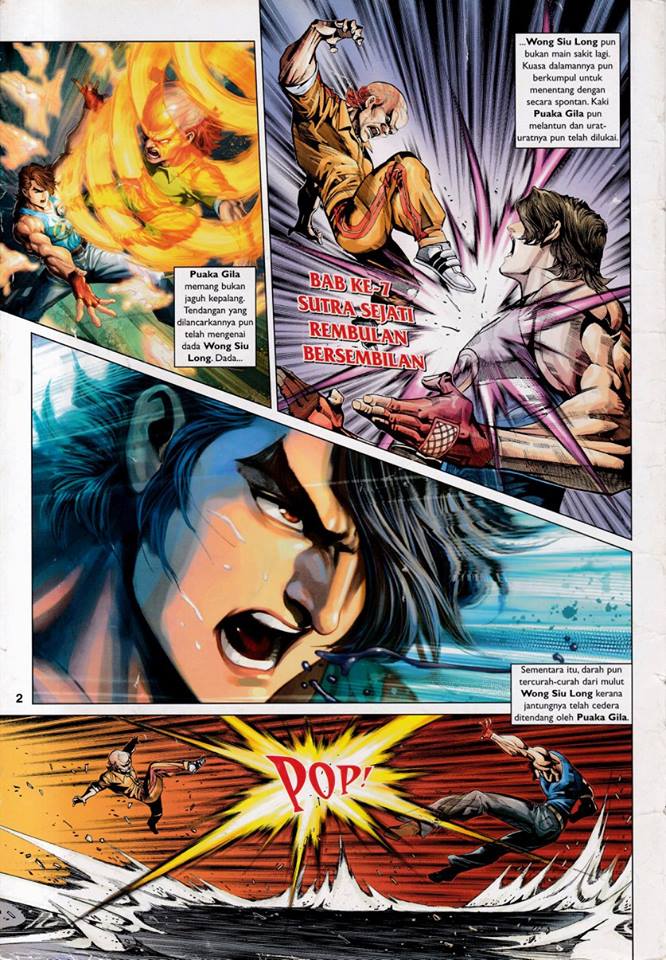 Puaka Gila
memang bukan
jaguh kepalang.
Tendangan yang
dilancarkannya pun
telah mengenai
dada Wong Siu
Long. Dada...
...Wong Siu Long pun
bukan main sakit lagi.
Kuasa dalamannya pun
berkumpul untuk
menentang dengan
secara spontan. Kaki
Puaka Gila pun
melantun dan urat-
uratnya pun telah dilukai.
BAB KE-7
SUTRA SEJATI
REMBULAN
BERSEMBILAN
Sementara itu, darah pun
tercurah-curah dari mulut
Wong Siu Long kerana
jantungnya telah cedera
ditendang oleh Puaka Gila.
2
POP!